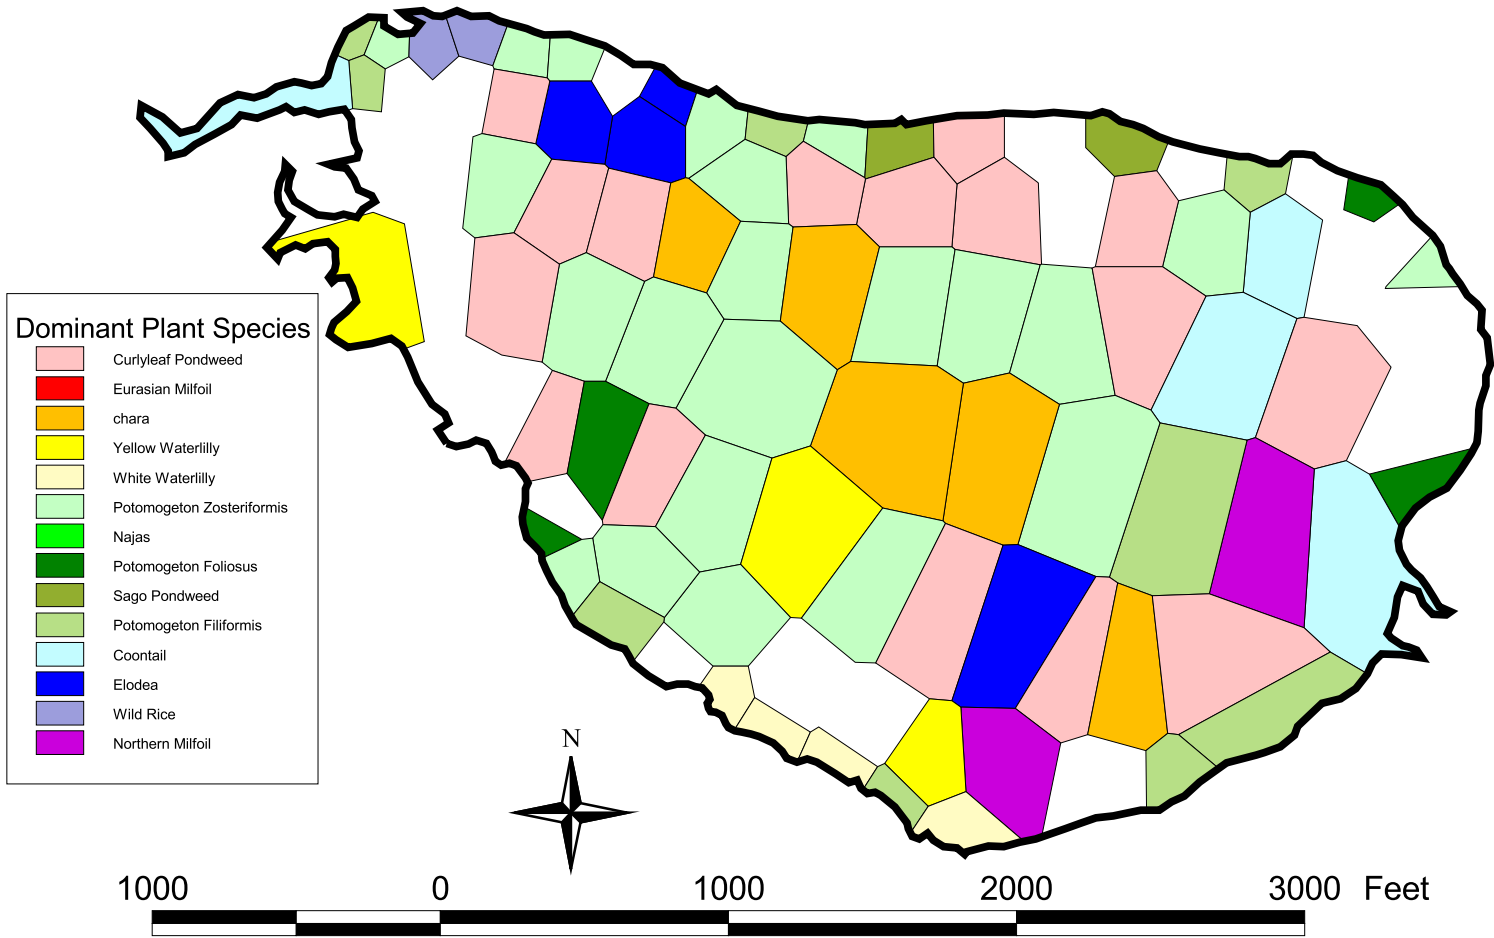 Dominant Plant Species
Curlyleaf Pondweed
Eurasian Milfoil
chara
Yellow Waterlilly
White Waterlilly
Potomogeton Zosteriformis
Najas
Potomogeton Foliosus
Sago Pondweed
Potomogeton Filiformis
Coontail
Elodea
Wild Rice
Northern Milfoil
N
1000 0 1000 2000 3000 Feet